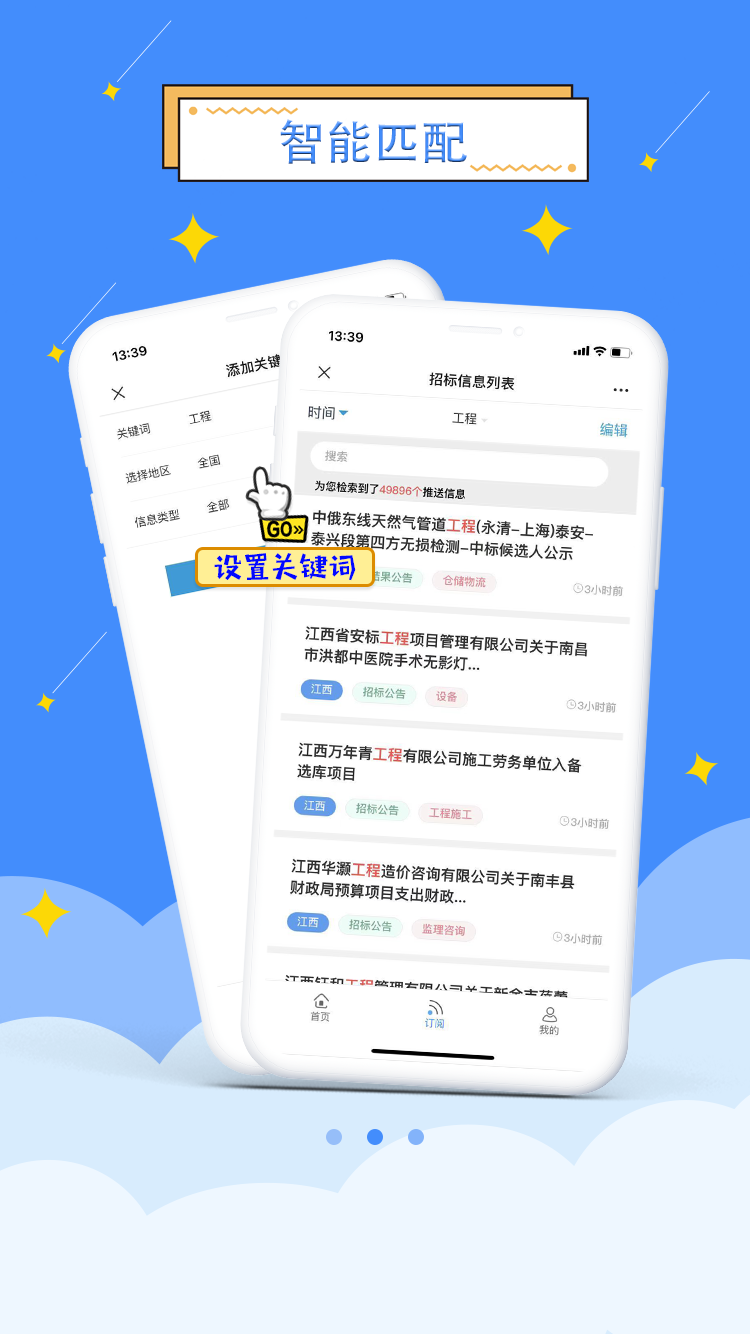 智能匹配
13:39
添加关键
关键词 工程
选择地区 全国
信息类型 全部
GO»
设置关键词
13:39
招标信息列表
时间 工程 编辑
搜索
为您检索到了49896个推送信息
中俄东线天然气管道工程(永清–上海)泰安–
泰兴段第四方无损检测–中标候选人公示
结果公告 仓储物流 3小时前
江西省安标工程项目管理有限公司关于南昌
市洪都中医院手术无影灯...
江西 招标公告 设备 3小时前
江西万年青工程有限公司施工劳务单位入备
选库项目
江西 招标公告 工程施工 3小时前
江西华灏工程造价咨询有限公司关于南丰县
财政局预算项目支出财政...
江西 招标公告 监理咨询 3小时前
首页 订阅 我的